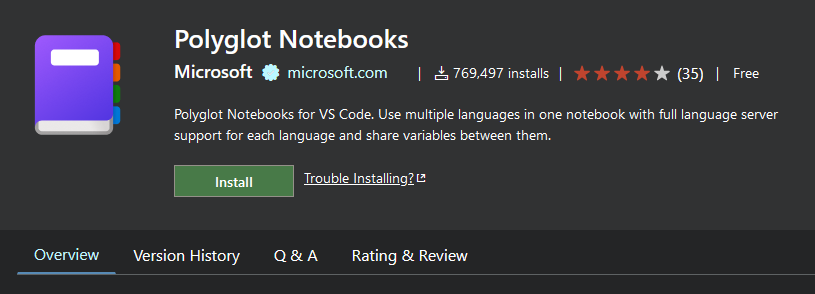 Polyglot Notebooks
Microsoft microsoft.com | 769,497 installs | (35) | Free
Polyglot Notebooks for VS Code. Use multiple languages in one notebook with full language server
support for each language and share variables between them.
Install Trouble Installing?
Overview Version History Q & A Rating & Review